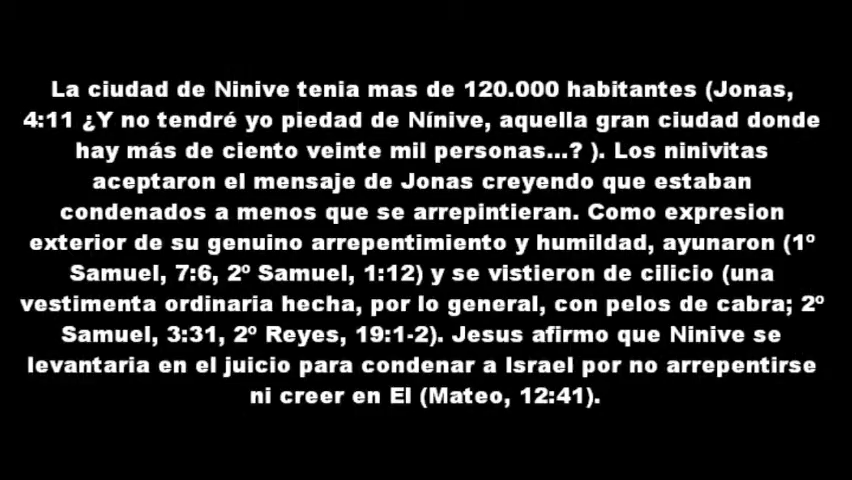 La ciudad de Ninive tenia mas de 120.000 habitantes (Jonas,
4:11 ¿Y no tendré yo piedad de Nínive, aquella gran ciudad donde
hay más de ciento veinte mil personas...? ). Los ninivitas
aceptaron el mensaje de Jonas creyendo que estaban
condenados a menos que se arrepintieran. Como expresion
exterior de su genuino arrepentimiento y humildad, ayunaron (1º
Samuel, 7:6, 2º Samuel, 1:12) y se vistieron de cilicio (una
vestimenta ordinaria hecha, por lo general, con pelos de cabra; 2º
Samuel, 3:31, 2º Reyes, 19:1-2). Jesus afirmo que Ninive se
levantaria en el juicio para condenar a Israel por no arrepentirse
ni creer en El (Mateo, 12:41).